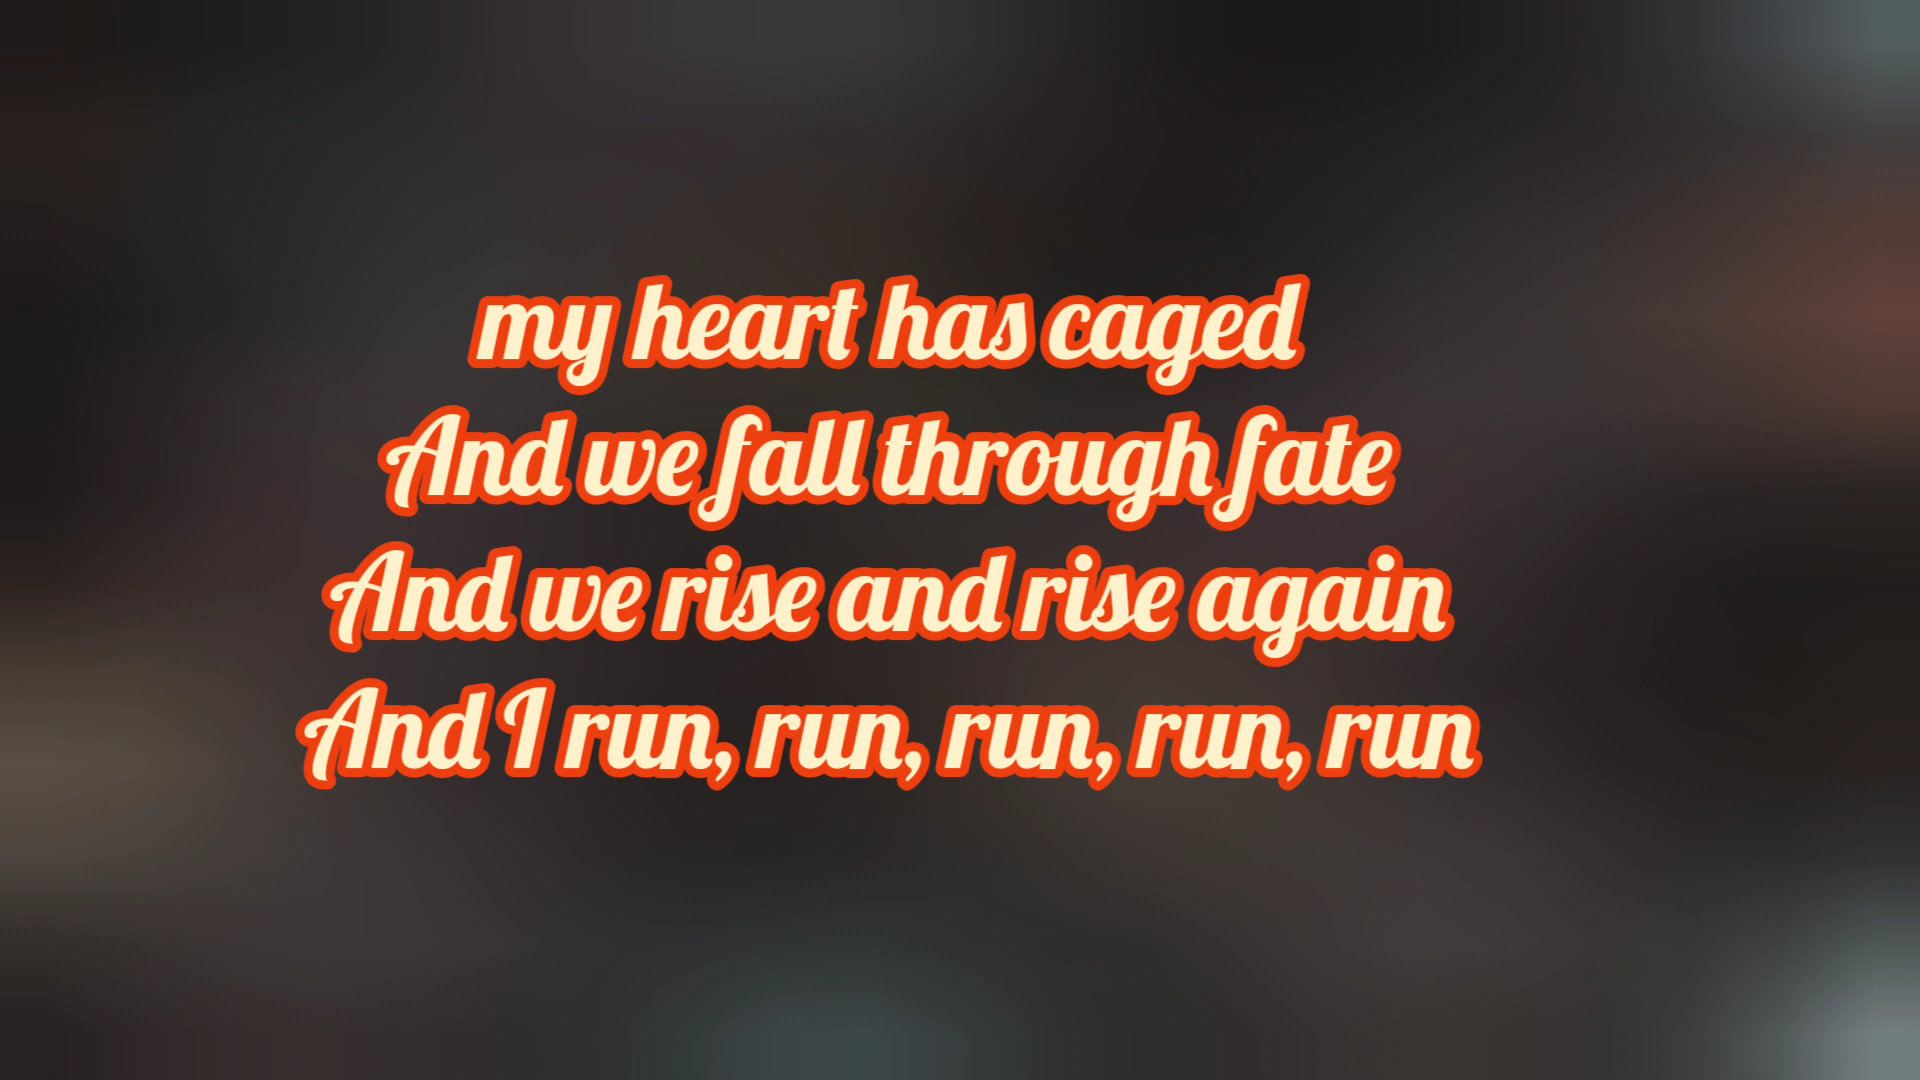 my heart has caged
And we fall through fate
And we rise and rise again
And I run, run, run, run, run